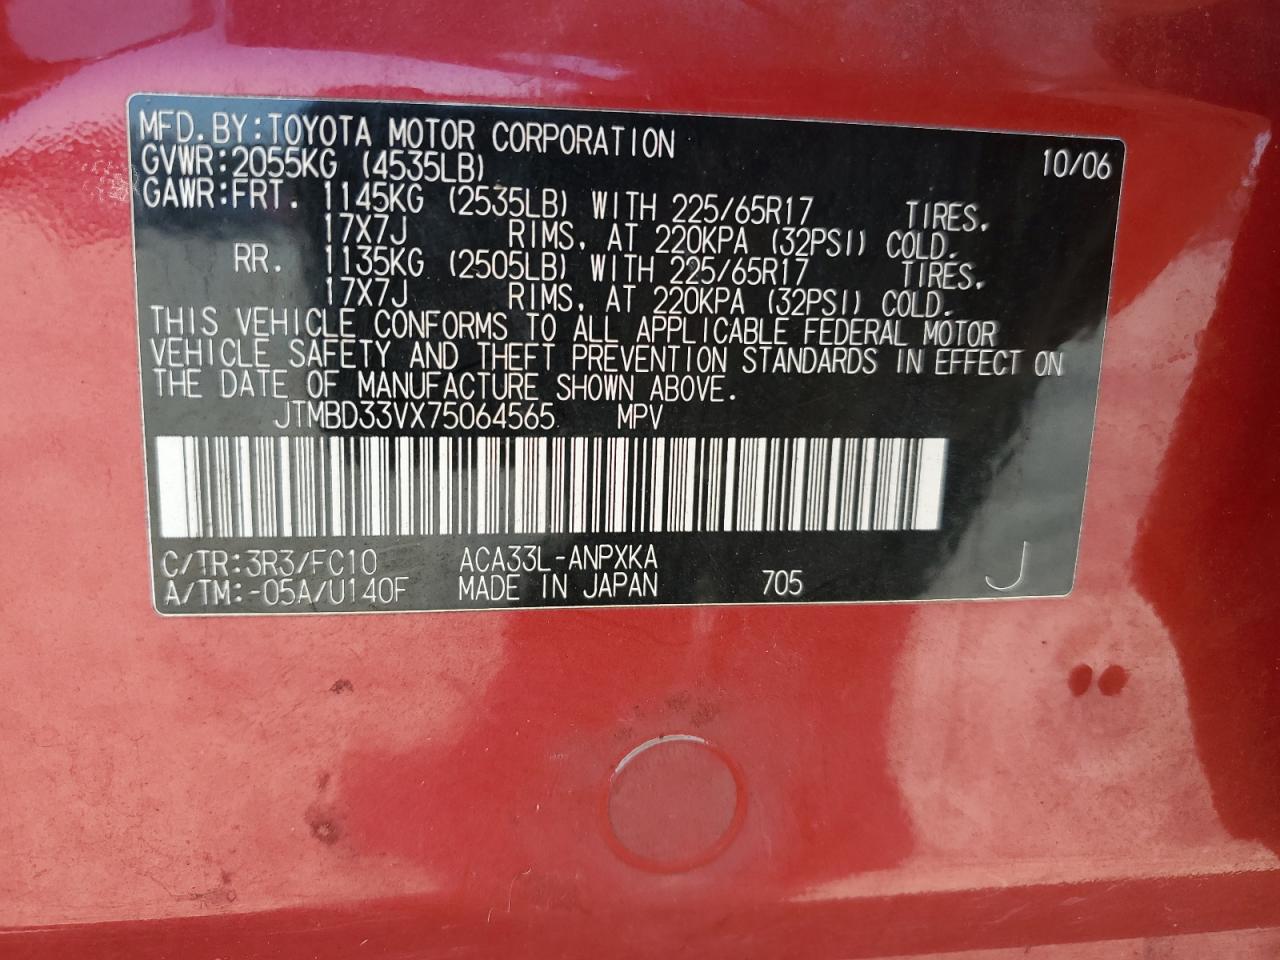 MFD.BY:TOYOTA MOTOR CORPORATION 10/06
GVWR:2055KG (4535LB)
GAWR:FRT. 1145KG (2535LB) WITH 225/65R17 TIRES,
17X7J RIMS, AT 220KPA (32PSI) COLD.
RR. 1135KG (2505LB) WITH 225/65R17 TIRES,
17X7J RIMS, AT 220KPA (32PSI) COLD.
THIS VEHICLE CONFORMS TO ALL APPLICABLE FEDERAL MOTOR
VEHICLE SAFETY AND THEFT PREVENTION STANDARDS IN EFFECT ON
THE DATE OF MANUFACTURE SHOWN ABOVE.
JTMBD33VX75064565 MPV
C/TR:3R3/FC10 ACA33L-ANPXKA
A/TM:-05A/U140F MADE IN JAPAN 705 J